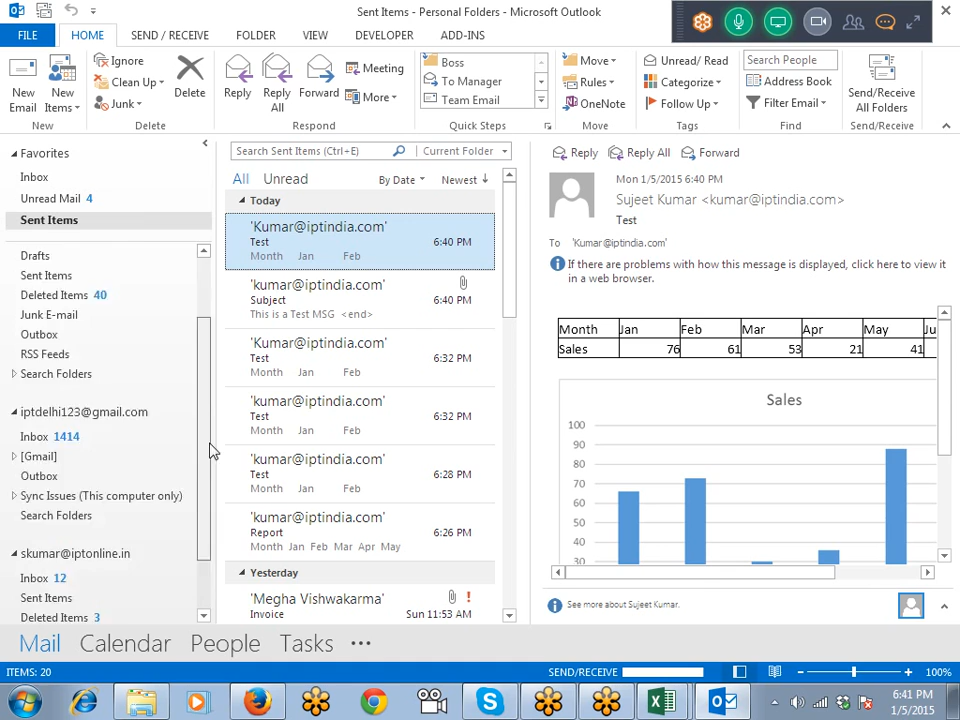 Sent Items - Personal Folders - Microsoft Outlook
FILE HOME SEND / RECEIVE FOLDER VIEW DEVELOPER ADD-INS
New Email
New Items
Ignore
Clean Up
Junk
Delete
Reply
Reply All
Forward
Meeting
More
Boss
To Manager
Team Email
Move
Rules
OneNote
Unread/ Read
Categorize
Follow Up
Search People
Address Book
Filter Email
Send/Receive All Folders
New Delete Respond Quick Steps Move Tags Find Send/Receive
Favorites
Inbox
Unread Mail 4
Sent Items
Drafts
Sent Items
Deleted Items 40
Junk E-mail
Outbox
RSS Feeds
Search Folders
iptdelhi123@gmail.com
Inbox 1414
[Gmail]
Outbox
Sync Issues (This computer only)
Search Folders
skumar@iptonline.in
Inbox 12
Sent Items
Deleted Items 3
Search Sent Items (Ctrl+E) Current Folder
All Unread By Date Newest
Today
'Kumar@iptindia.com'
Test 6:40 PM
Month Jan Feb
'kumar@iptindia.com'
Subject 6:40 PM
This is a Test MSG <end>
'Kumar@iptindia.com'
Test 6:32 PM
Month Jan Feb
'kumar@iptindia.com'
Test 6:32 PM
Month Jan Feb
'kumar@iptindia.com'
Test 6:28 PM
Month Jan Feb
'kumar@iptindia.com'
Report 6:26 PM
Month Jan Feb Mar Apr May
Yesterday
'Megha Vishwakarma'
Invoice Sun 11:53 AM
Reply Reply All Forward
Mon 1/5/2015 6:40 PM
Sujeet Kumar <kumar@iptindia.com>
Test
To 'Kumar@iptindia.com'
If there are problems with how this message is displayed, click here to view it
in a web browser.
Month Jan Feb Mar Apr May Ju
Sales 76 61 53 21 41
Sales
100
90
80
70
60
50
40
30
See more about Sujeet Kumar.
Mail Calendar People Tasks
ITEMS: 20 SEND/RECEIVE 100%
6:41 PM
1/5/2015